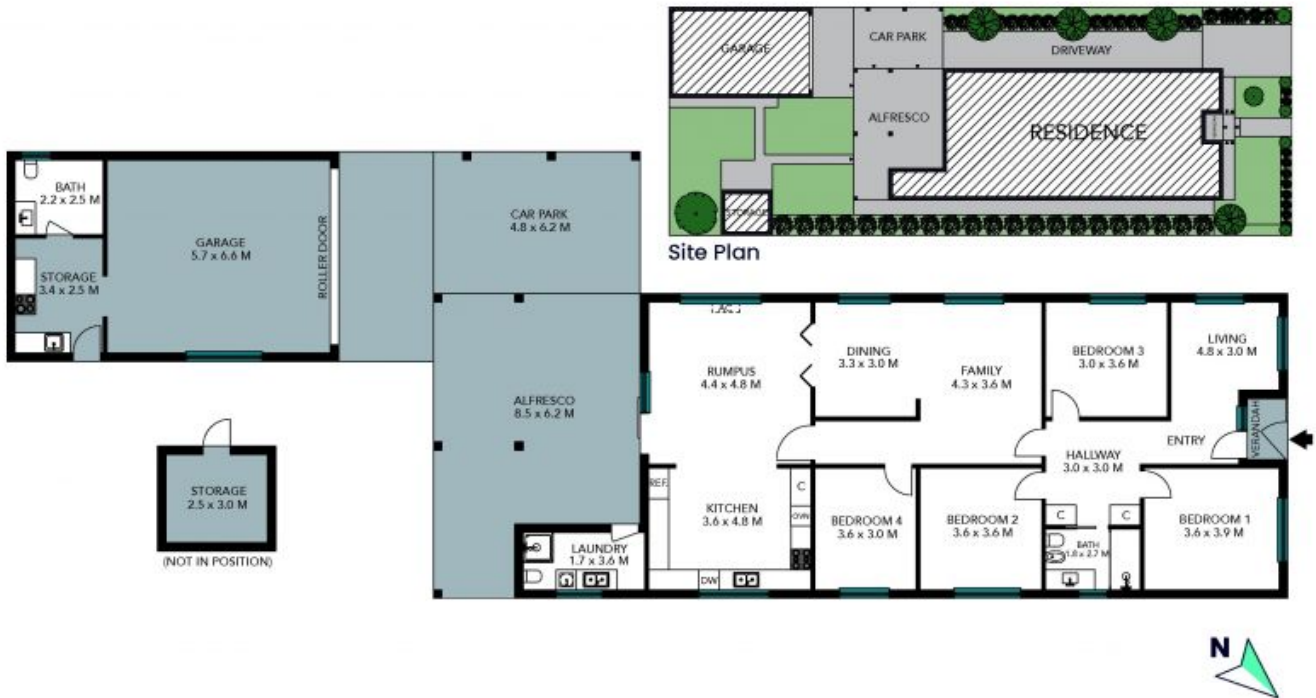 GARAGE
CAR PARK
DRIVEWAY
ALFRESCO
RESIDENCE
STORAGE
Site Plan
BATH
2.2 x 2.5 M
GARAGE
5.7 x 6.6 M
ROLLER DOOR
STORAGE
3.4 x 2.5 M
CAR PARK
4.8 x 6.2 M
AC
RUMPUS
4.4 x 4.8 M
DINING
3.3 x 3.0 M
FAMILY
4.3 x 3.6 M
BEDROOM 3
3.0 x 3.6 M
LIVING
4.8 x 3.0 M
ALFRESCO
8.5 x 6.2 M
VERANDAH
ENTRY
HALLWAY
3.0 x 3.0 M
STORAGE
2.5 x 3.0 M
(NOT IN POSITION)
REF.
C
OVN
KITCHEN
3.6 x 4.8 M
DW
BEDROOM 4
3.6 x 3.0 M
BEDROOM 2
3.6 x 3.6 M
C
C
BEDROOM 1
3.6 x 3.9 M
LAUNDRY
1.7 x 3.6 M
BATH
1.8 x 2.7 M
N